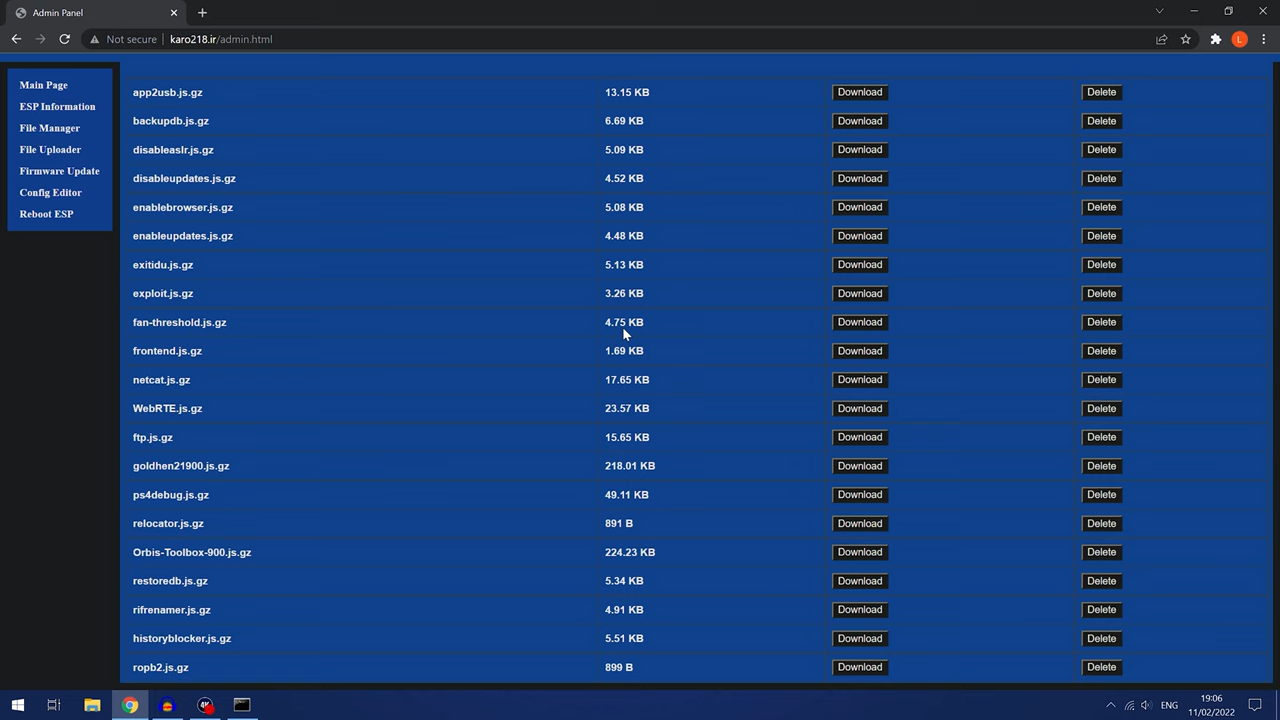 Admin Panel
Not secure
karo218.ir/admin.html
Main Page
ESP Information
File Manager
File Uploader
Firmware Update
Config Editor
Reboot ESP
app2usb.js.gz 13.15 KB Download Delete
backupdb.js.gz 6.69 KB Download Delete
disableaslr.js.gz 5.09 KB Download Delete
disableupdates.js.gz 4.52 KB Download Delete
enablebrowser.js.gz 5.08 KB Download Delete
enableupdates.js.gz 4.48 KB Download Delete
exitidu.js.gz 5.13 KB Download Delete
exploit.js.gz 3.26 KB Download Delete
fan-threshold.js.gz 4.75 KB Download Delete
frontend.js.gz 1.69 KB Download Delete
netcat.js.gz 17.65 KB Download Delete
WebRTE.js.gz 23.57 KB Download Delete
ftp.js.gz 15.65 KB Download Delete
goldhen21900.js.gz 218.01 KB Download Delete
ps4debug.js.gz 49.11 KB Download Delete
relocator.js.gz 891 B Download Delete
Orbis-Toolbox-900.js.gz 224.23 KB Download Delete
restoredb.js.gz 5.34 KB Download Delete
rifrenamer.js.gz 4.91 KB Download Delete
historyblocker.js.gz 5.51 KB Download Delete
ropb2.js.gz 899 B Download Delete
L
4K
ENG
19:06
11/02/2022